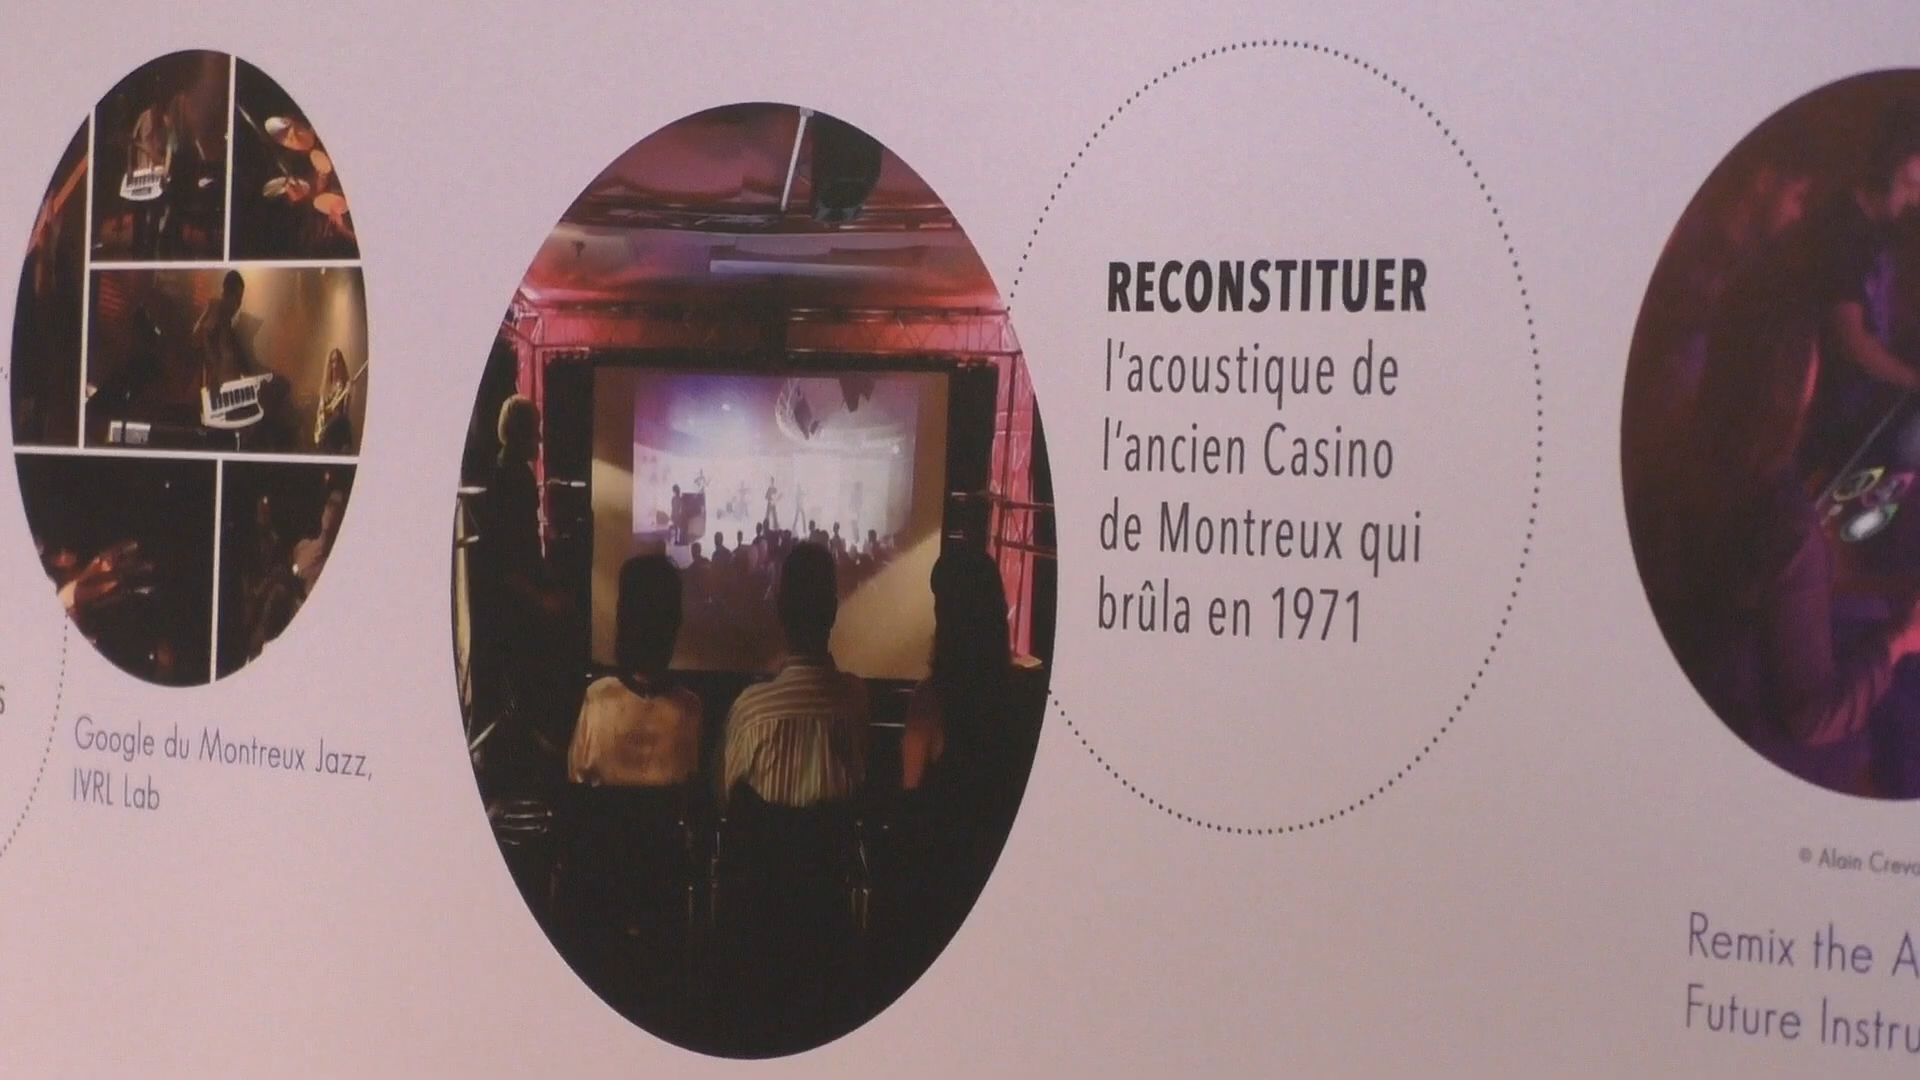 Google du Montreux Jazz,
IVRL Lab
RECONSTITUER
l'acoustique de
l'ancien Casino
de Montreux qui
brûla en 1971
© Alain
Remix the
Future